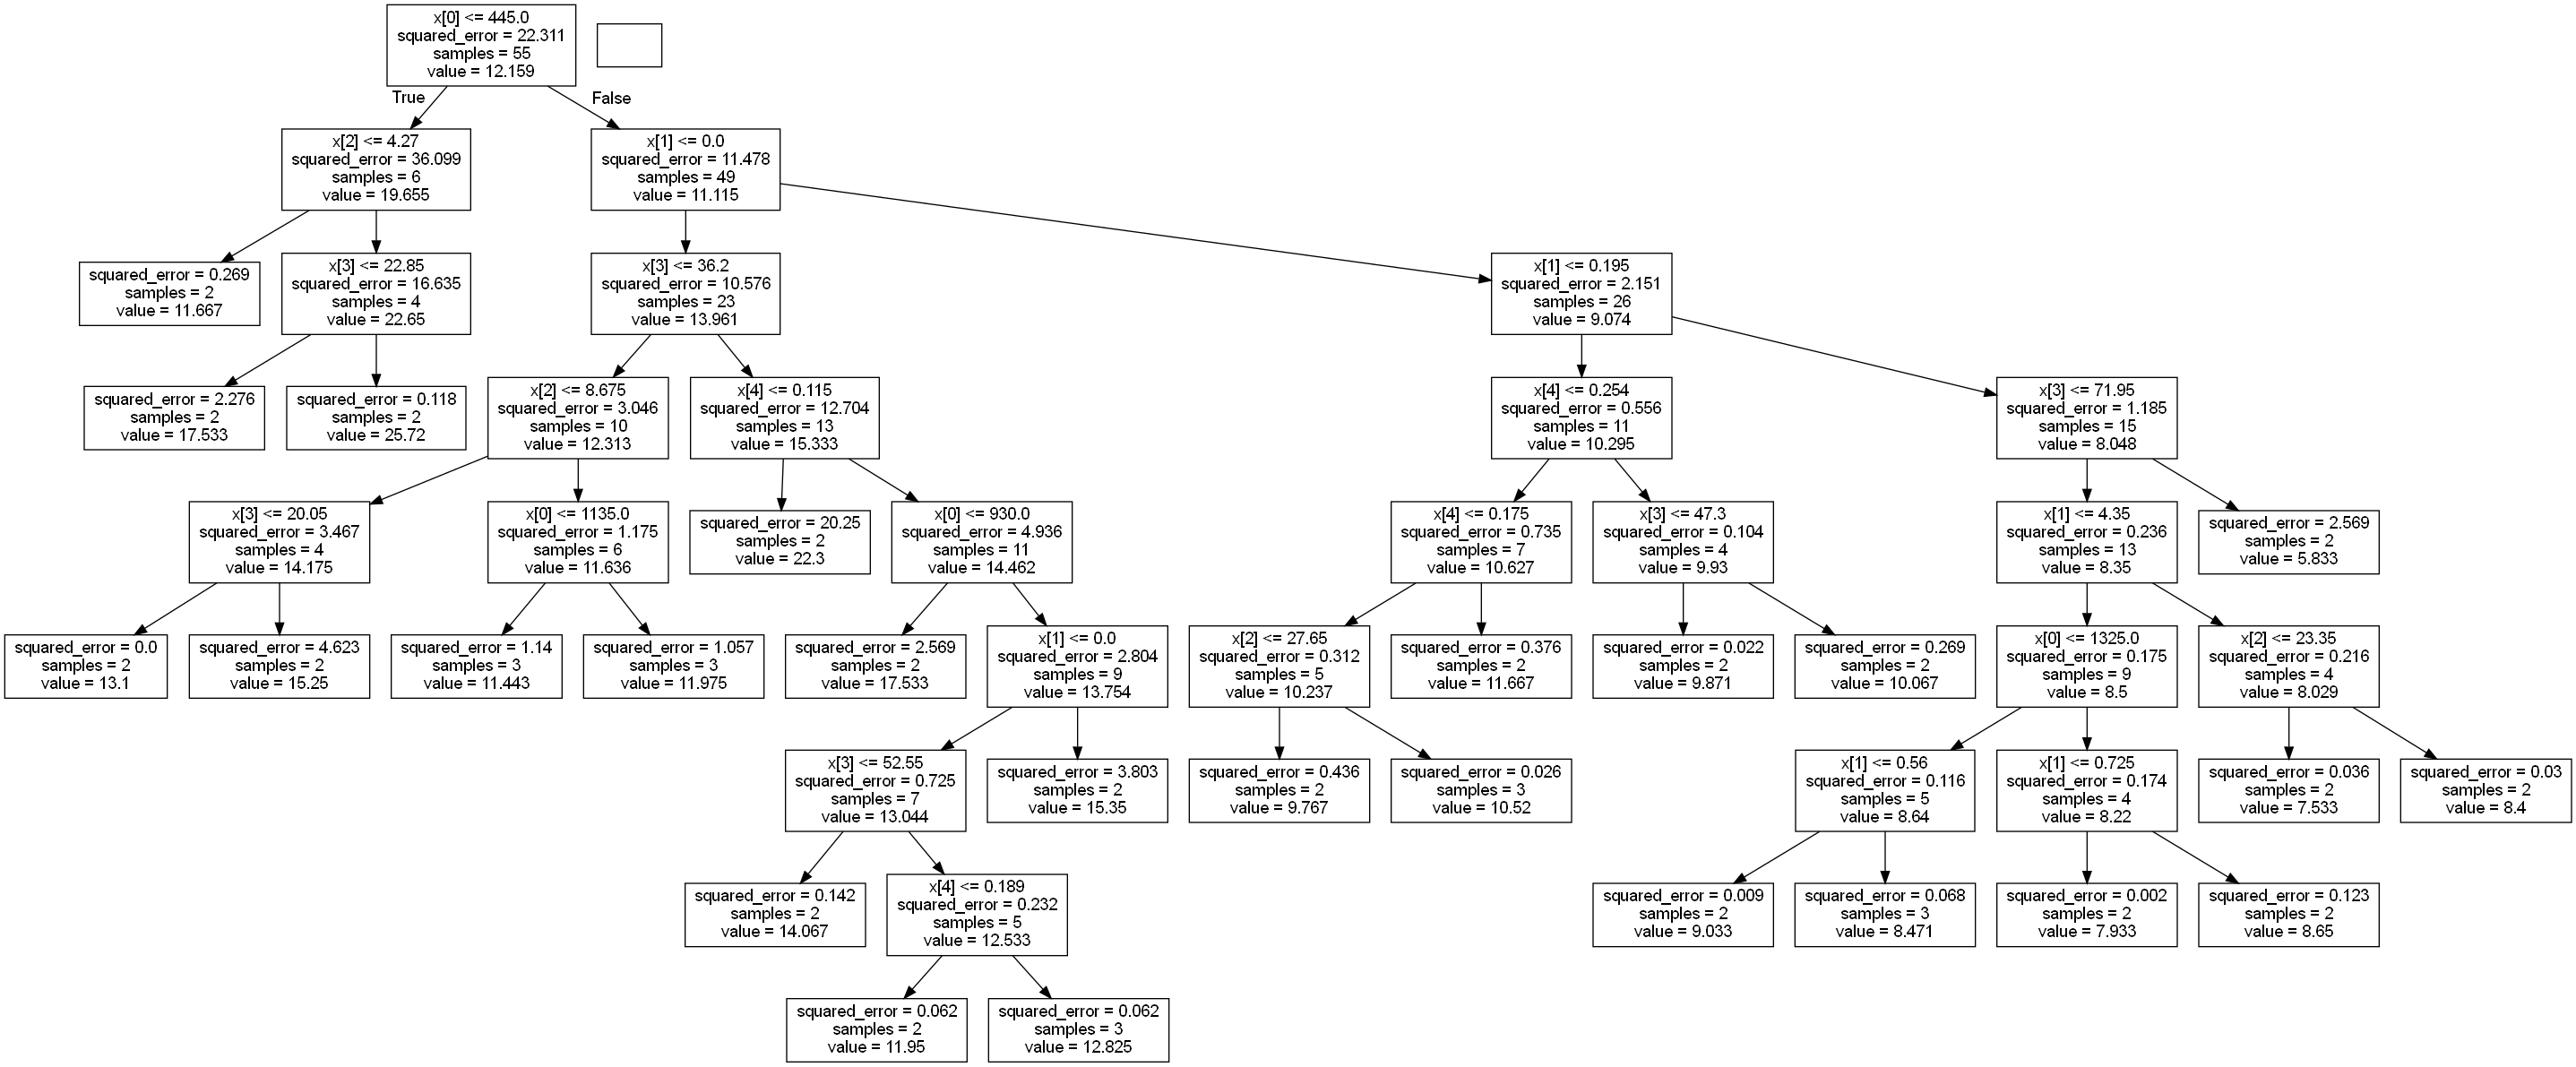 x[0] <= 445.0
squared_error = 22.311
samples = 55
value = 12.159
True
False
x[2] <= 4.27
squared_error = 36.099
samples = 6
value = 19.655
x[1] <= 0.0
squared_error = 11.478
samples = 49
value = 11.115
squared_error = 0.269
samples = 2
value = 11.667
x[3] <= 22.85
squared_error = 16.635
samples = 4
value = 22.65
x[3] <= 36.2
squared_error = 10.576
samples = 23
value = 13.961
x[1] <= 0.195
squared_error = 2.151
samples = 26
value = 9.074
squared_error = 2.276
samples = 2
value = 17.533
squared_error = 0.118
samples = 2
value = 25.72
x[2] <= 8.675
squared_error = 3.046
samples = 10
value = 12.313
x[4] <= 0.115
squared_error = 12.704
samples = 13
value = 15.333
x[4] <= 0.254
squared_error = 0.556
samples = 11
value = 10.295
x[3] <= 71.95
squared_error = 1.185
samples = 15
value = 8.048
x[3] <= 20.05
squared_error = 3.467
samples = 4
value = 14.175
x[0] <= 1135.0
squared_error = 1.175
samples = 6
value = 11.636
squared_error = 20.25
samples = 2
value = 22.3
x[0] <= 930.0
squared_error = 4.936
samples = 11
value = 14.462
x[4] <= 0.175
squared_error = 0.735
samples = 7
value = 10.627
x[3] <= 47.3
squared_error = 0.104
samples = 4
value = 9.93
x[1] <= 4.35
squared_error = 0.236
samples = 13
value = 8.35
squared_error = 2.569
samples = 2
value = 5.833
squared_error = 0.0
samples = 2
value = 13.1
squared_error = 4.623
samples = 2
value = 15.25
squared_error = 1.14
samples = 3
value = 11.443
squared_error = 1.057
samples = 3
value = 11.975
squared_error = 2.569
samples = 2
value = 17.533
x[1] <= 0.0
squared_error = 2.804
samples = 9
value = 13.754
x[2] <= 27.65
squared_error = 0.312
samples = 5
value = 10.237
squared_error = 0.376
samples = 2
value = 11.667
squared_error = 0.022
samples = 2
value = 9.871
squared_error = 0.269
samples = 2
value = 10.067
x[0] <= 1325.0
squared_error = 0.175
samples = 9
value = 8.5
x[2] <= 23.35
squared_error = 0.216
samples = 4
value = 8.029
x[3] <= 52.55
squared_error = 0.725
samples = 7
value = 13.044
squared_error = 3.803
samples = 2
value = 15.35
squared_error = 0.436
samples = 2
value = 9.767
squared_error = 0.026
samples = 3
value = 10.52
x[1] <= 0.56
squared_error = 0.116
samples = 5
value = 8.64
x[1] <= 0.725
squared_error = 0.174
samples = 4
value = 8.22
squared_error = 0.036
samples = 2
value = 7.533
squared_error = 0.03
samples = 2
value = 8.4
squared_error = 0.142
samples = 2
value = 14.067
x[4] <= 0.189
squared_error = 0.232
samples = 5
value = 12.533
squared_error = 0.009
samples = 2
value = 9.033
squared_error = 0.068
samples = 3
value = 8.471
squared_error = 0.002
samples = 2
value = 7.933
squared_error = 0.123
samples = 2
value = 8.65
squared_error = 0.062
samples = 2
value = 11.95
squared_error = 0.062
samples = 3
value = 12.825